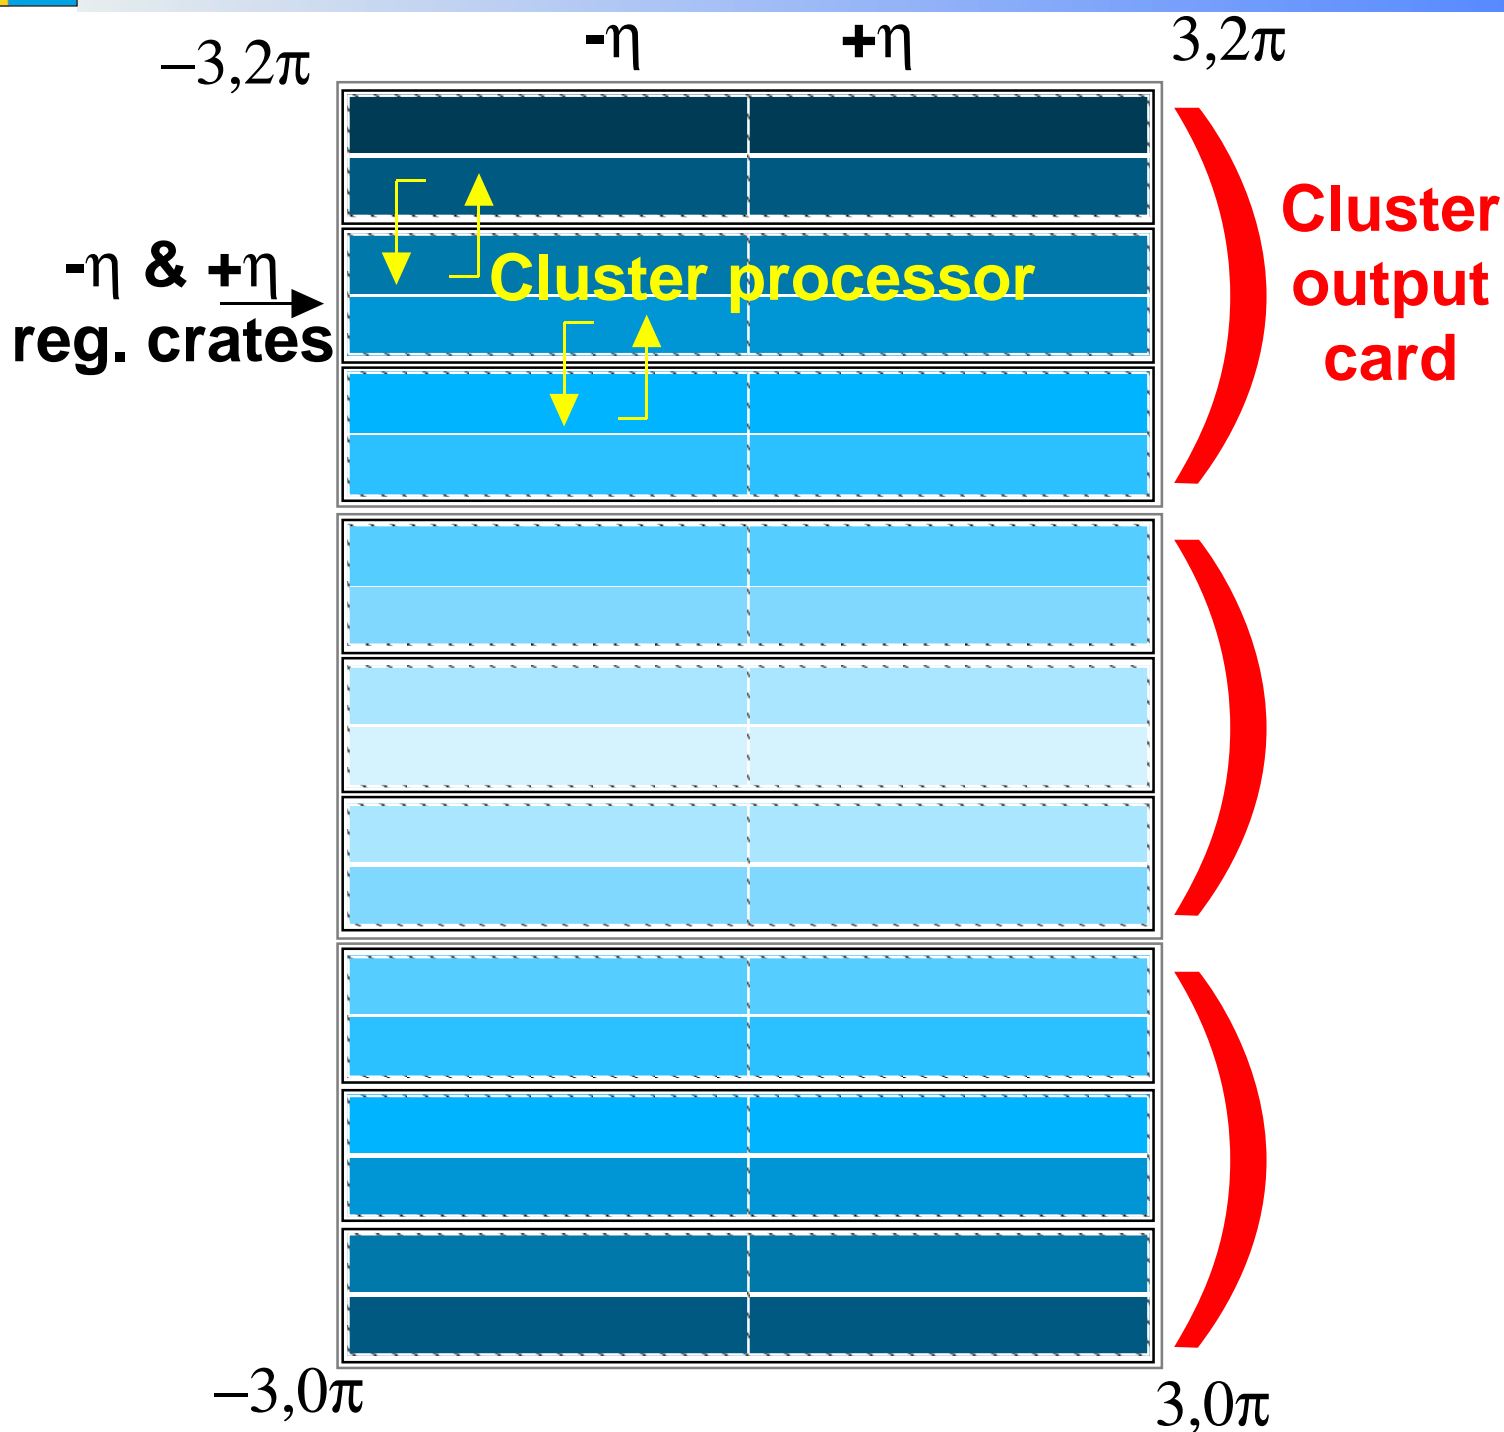 -η +η
−3,2π 3,2π
Cluster
output
card
-η & +η
reg. crates
Cluster processor
−3,0π 3,0π